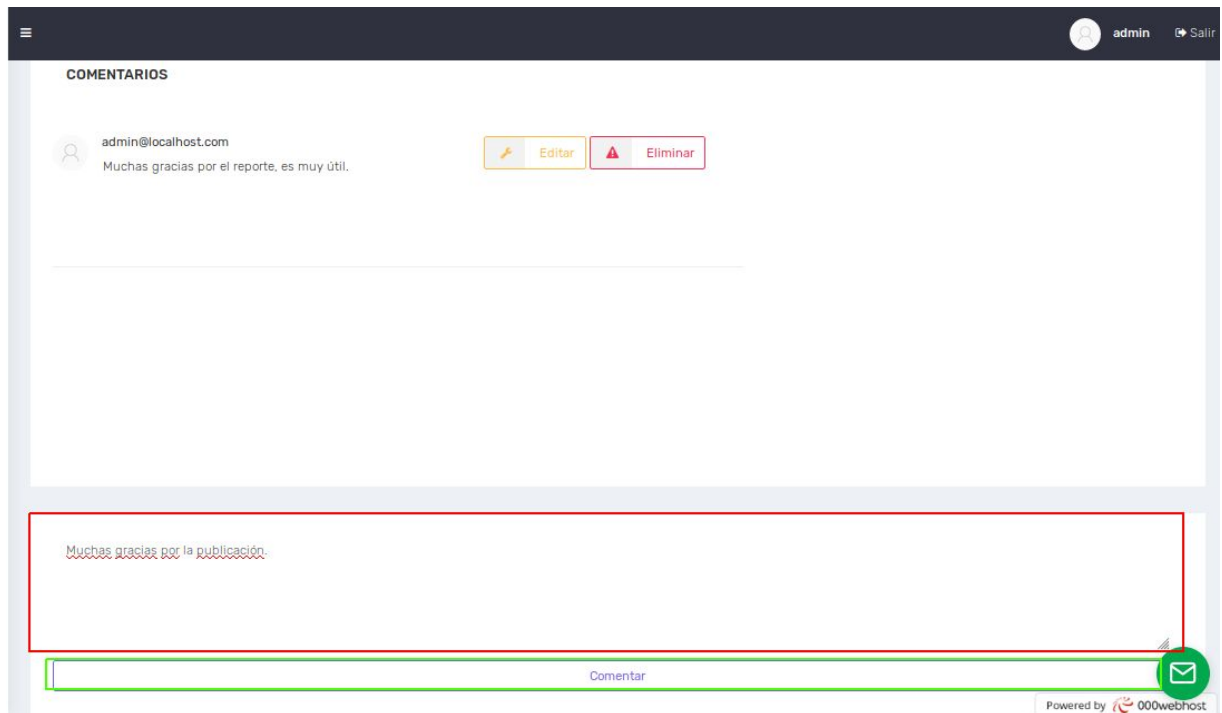 admin Salir
COMENTARIOS
admin@localhost.com
Muchas gracias por el reporte, es muy útil.
Editar
Eliminar
Muchas gracias por la publicación.
Comentar
Powered by 000webhost